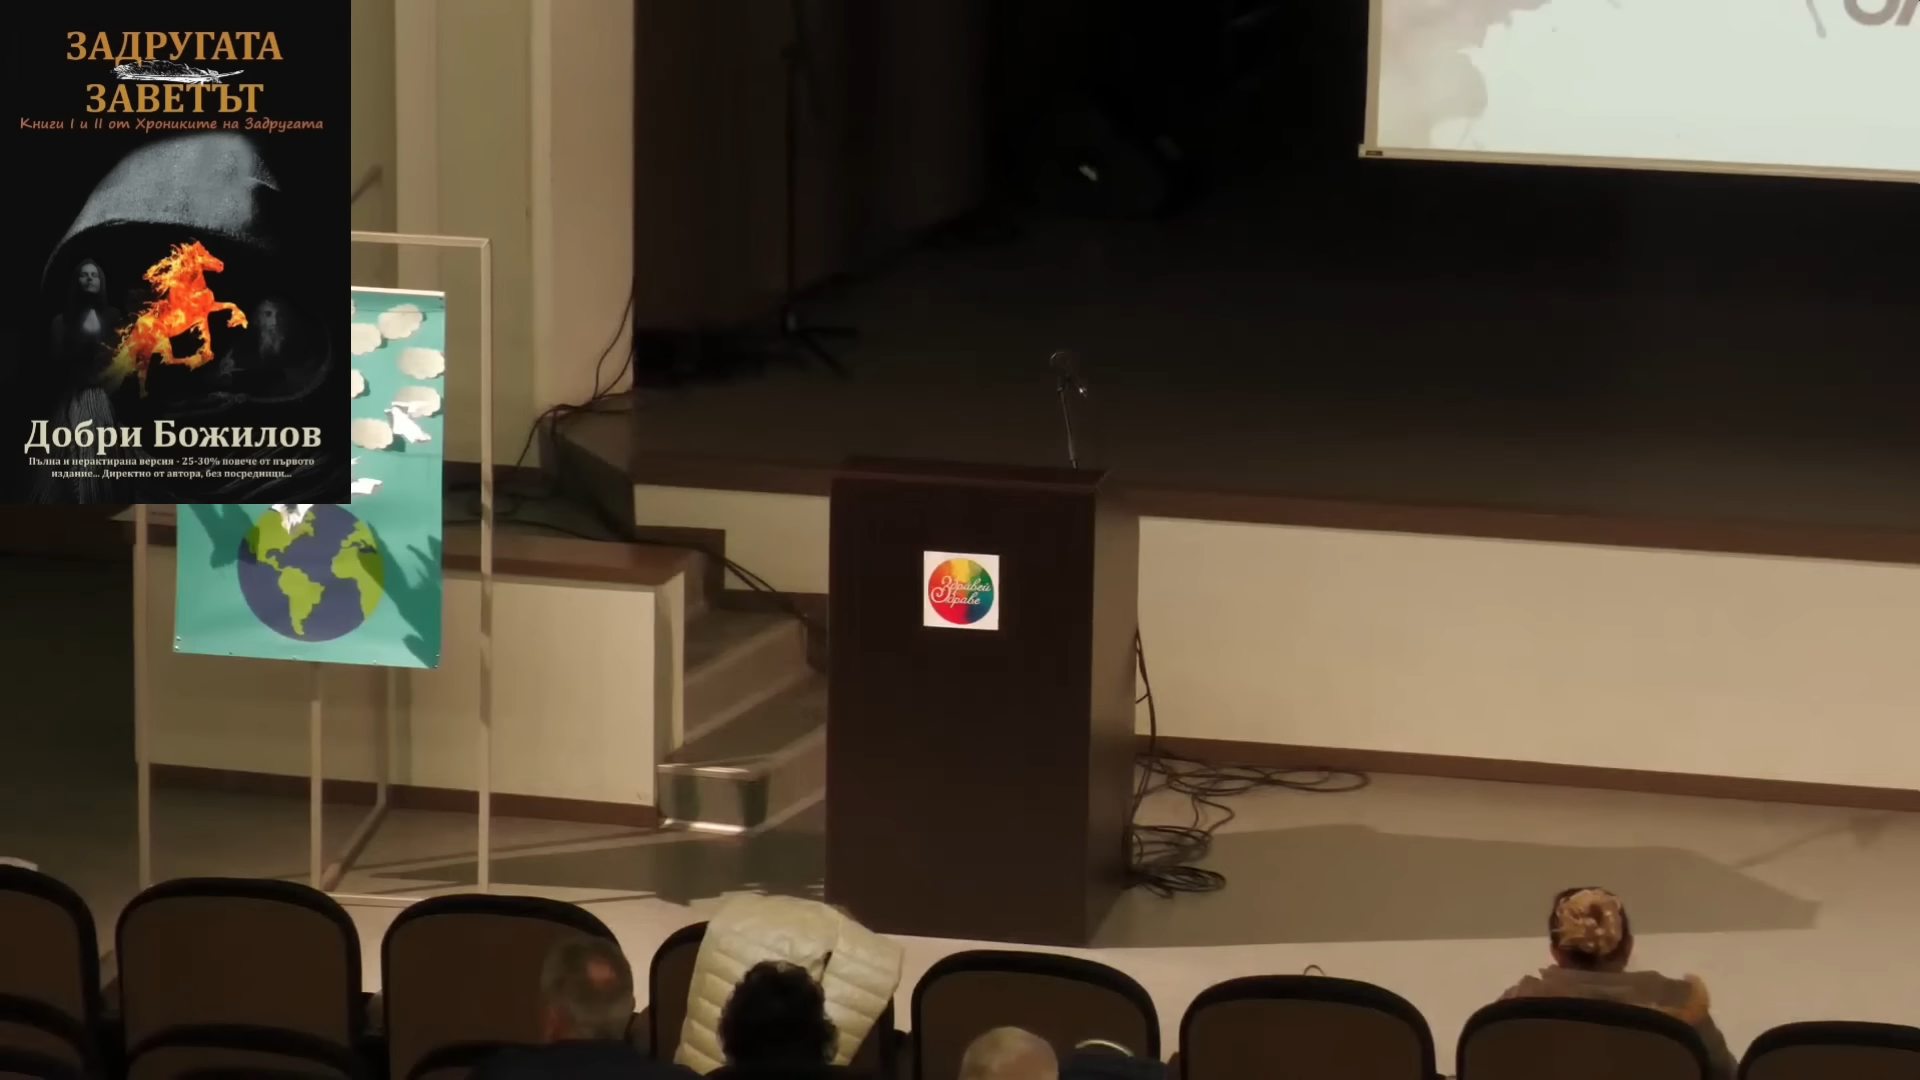 ЗАДРУГАТА
ЗАВЕТЪТ
Книги I и II от Хрониките на Задругата
Добри Божилов
Пълна и нерактирана версия - 25-30% повече от първото
издание... Директно от автора, без посредници...
Здравей
Здраве